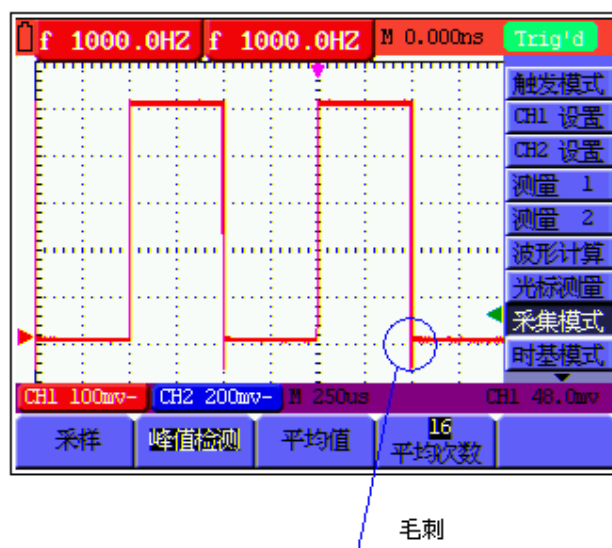 f 1000.0HZ f 1000.0HZ M 0.000ns Trig'd
触发模式
CH1 设置
CH2 设置
测量 1
测量 2
波形计算
光标测量
采集模式
时基模式
CH1 100mv- CH2 200mv- M 250us CH1 48.0mv
采样 峰值检测 平均值 16
平均次数
毛刺